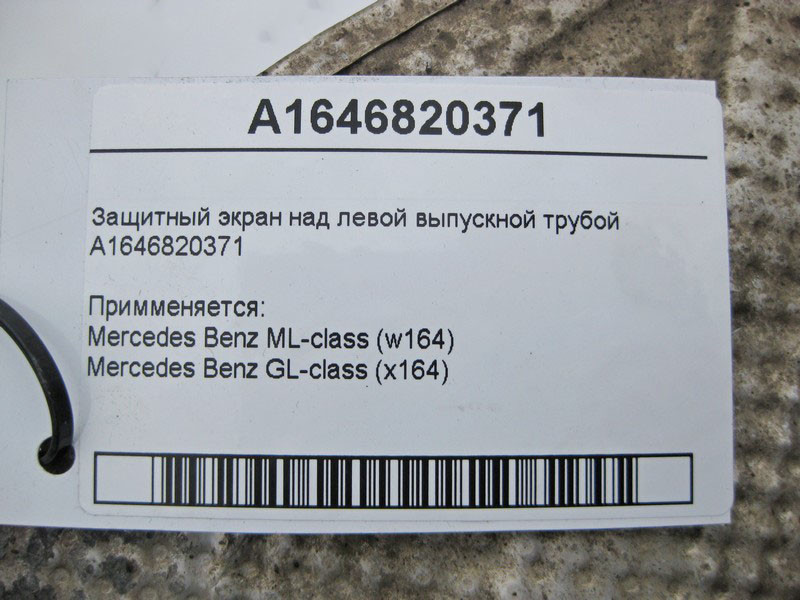 A1646820371
Защитный экран над левой выпускной трубой
A1646820371
Примменяется:
Mercedes Benz ML-class (w164)
Mercedes Benz GL-class (x164)